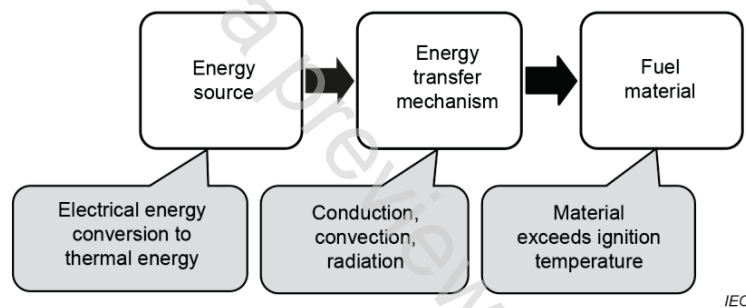 Energy
source
Energy
transfer
mechanism
Fuel
material
Electrical energy
conversion to
thermal energy
Conduction,
convection,
radiation
Material
exceeds ignition
temperature
IEC
a preview